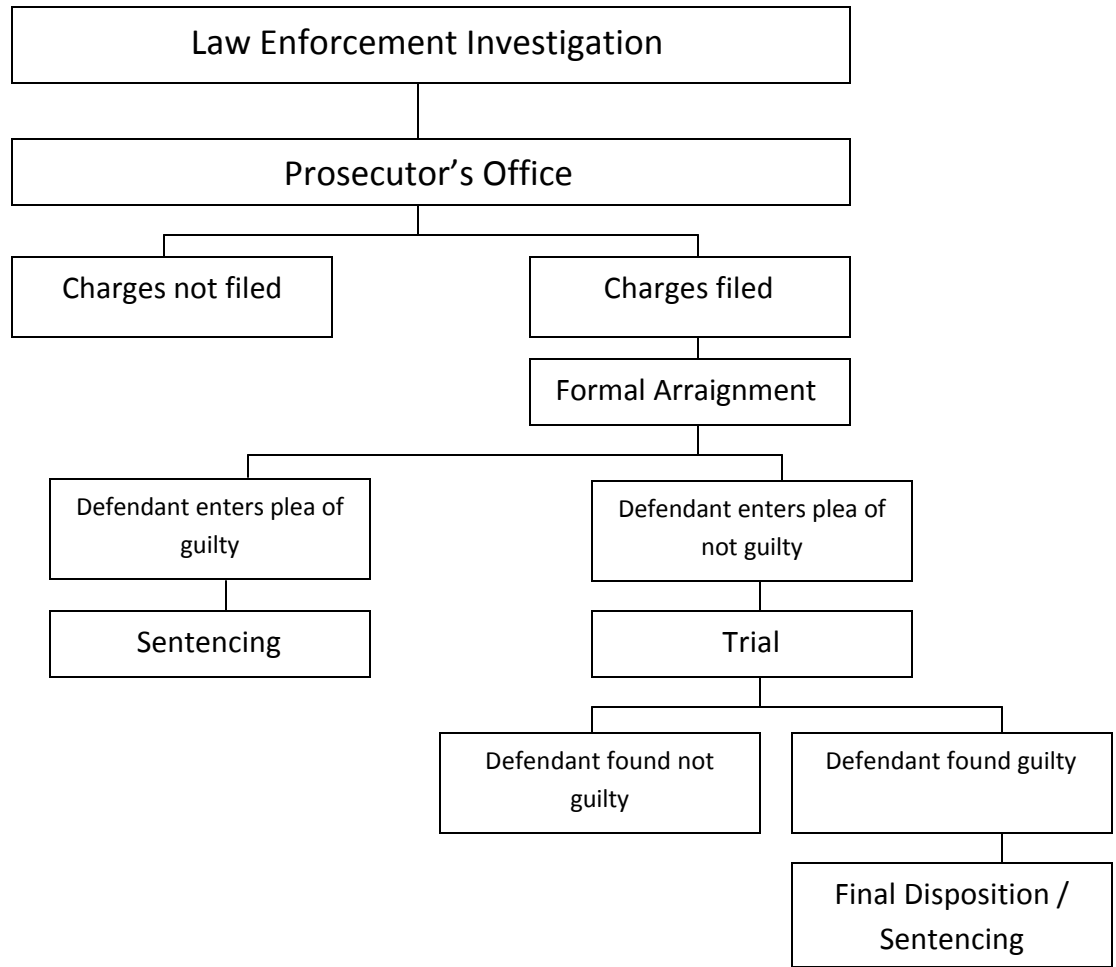 Law Enforcement Investigation
Prosecutor’s Office
Charges not filed
Charges filed
Formal Arraignment
Defendant enters plea of
guilty
Defendant enters plea of
not guilty
Sentencing
Trial
Defendant found not
guilty
Defendant found guilty
Final Disposition /
Sentencing